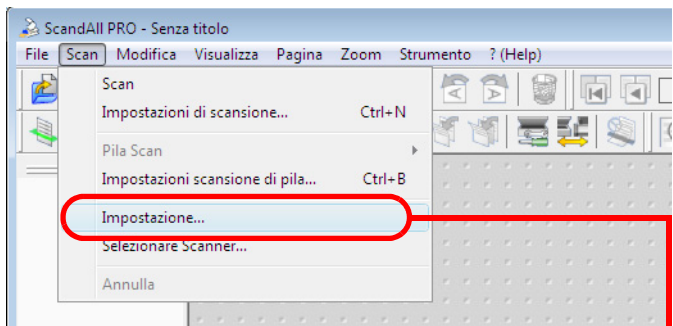 ScandAll PRO - Senza titolo
File Scan Modifica Visualizza Pagina Zoom Strumento ? (Help)
Scan
Impostazioni di scansione... Ctrl+N
Pila Scan
Impostazioni scansione di pila... Ctrl+B
Impostazione...
Selezionare Scanner...
Annulla